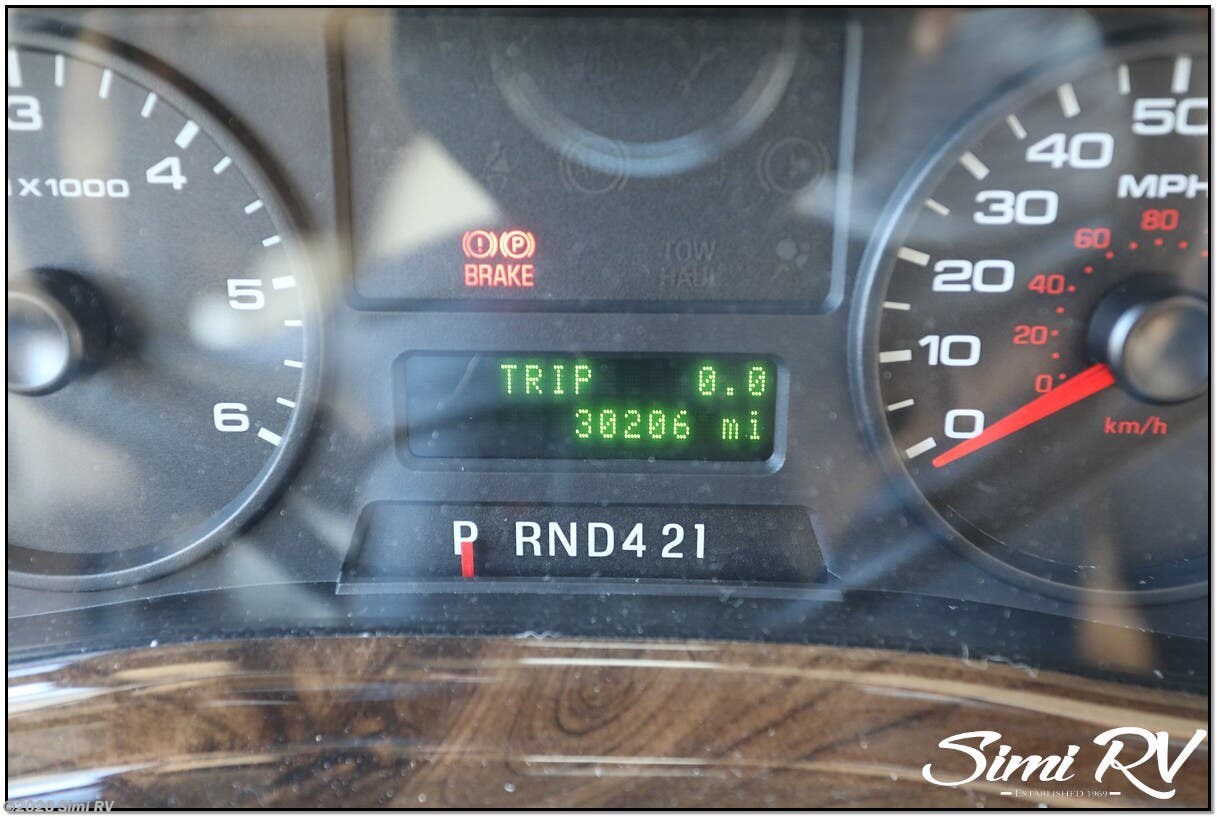 3
4
X1000
5
6
BRAKE
TOW
HAUL
TRIP 0.0
30206 mi
P RND421
50
40
MPH
30
80
60
20
40
10
20
0
0
km/h
Simi RV
ESTABLISHED 1969
©2026 Simi RV